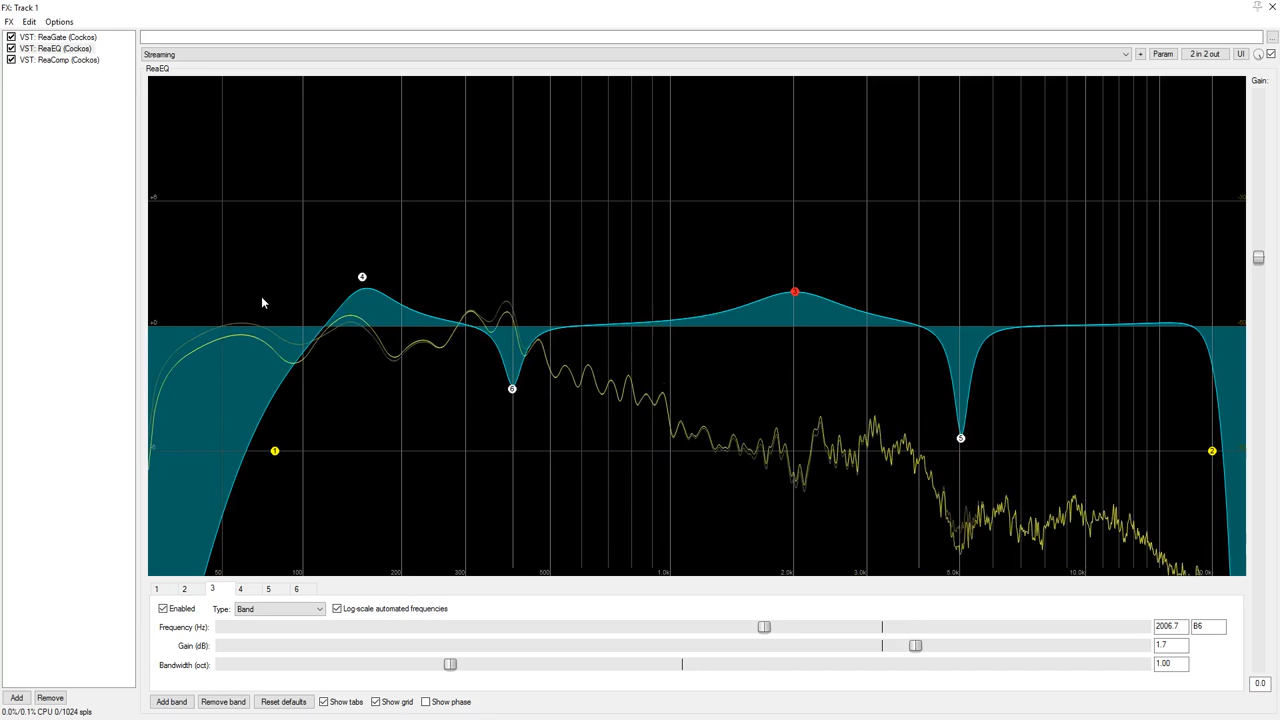 FX: Track 1
FX Edit Options
VST: ReaGate (Cockos)
VST: ReaEQ (Cockos)
VST: ReaComp (Cockos)
...
Streaming
+ Param 2 in 2 out UI
ReaEQ
Gain:
+6
+0
1 2 3 4 5 6
50 100 200 300 500 1.0k 2.0k 3.0k 5.0k 10.0k
1 2 3 4 5 6
Enabled Type: Band Log-scale automated frequencies
Frequency (Hz): 2006.7 B6
Gain (dB): 1.7
Bandwidth (oct): 1.00
0.0
Add Remove
Add band Remove band Reset defaults Show tabs Show grid Show phase
0.0%/0.1% CPU 0/1024 spls